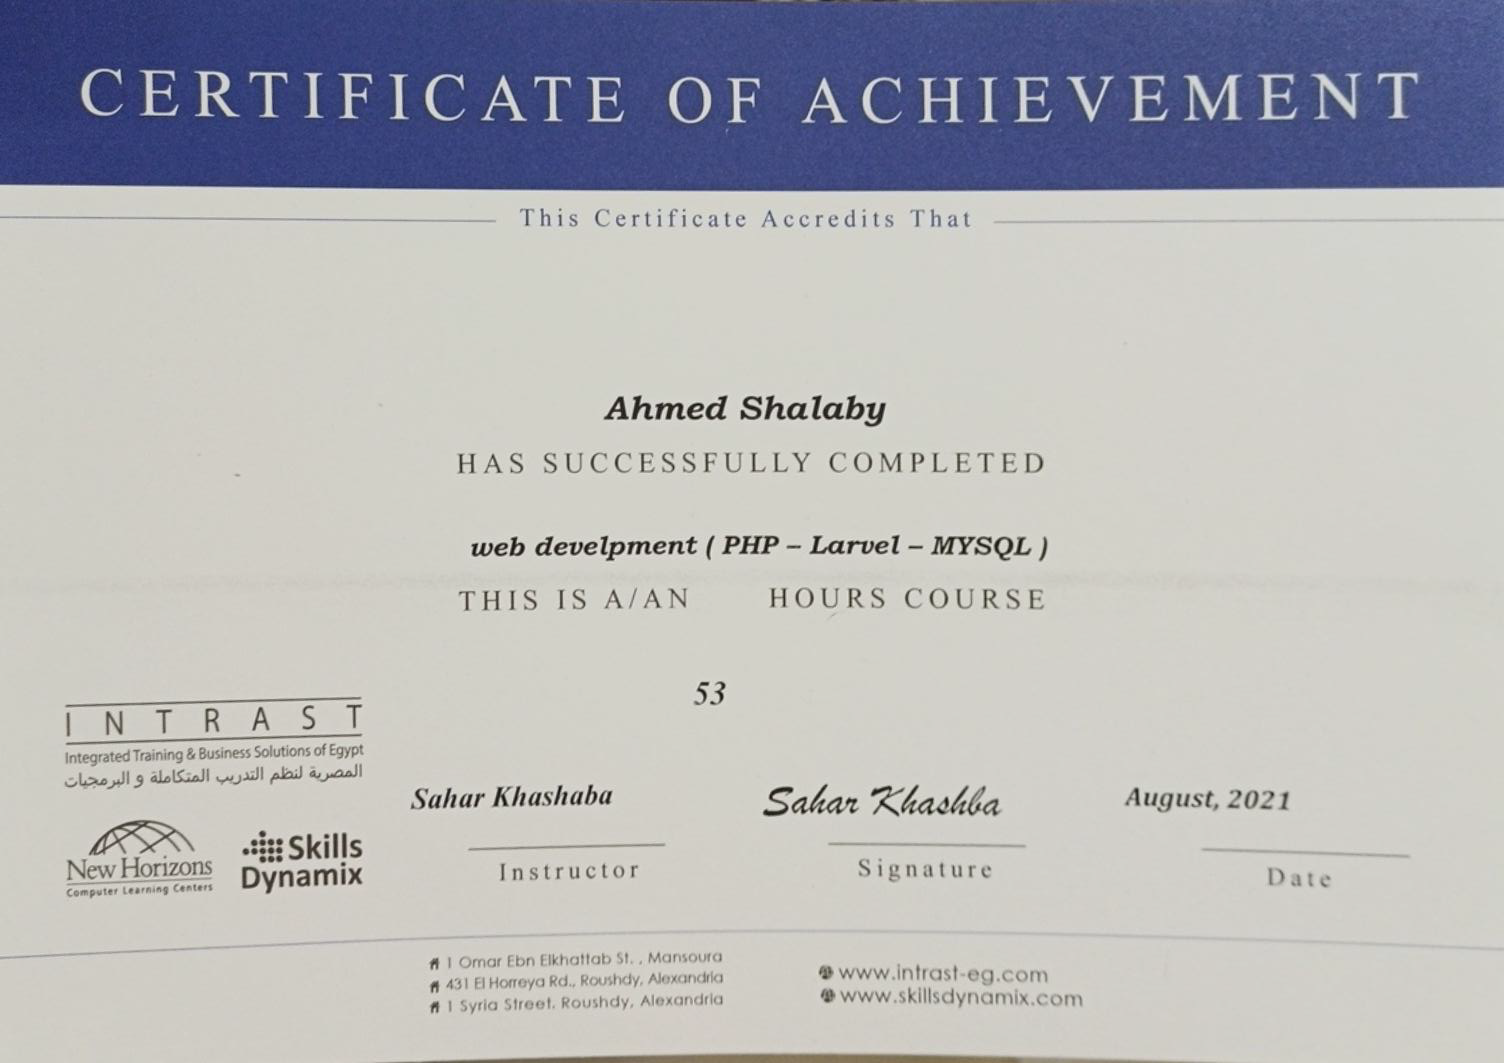 CERTIFICATE OF ACHIEVEMENT
This Certificate Accredits That
Ahmed Shalaby
HAS SUCCESSFULLY COMPLETED
web develpment ( PHP – Larvel – MYSQL )
THIS IS A/AN HOURS COURSE
53
I N T R A S T
Integrated Training & Business Solutions of Egypt
المصرية لنظم التدريب المتكاملة و البرمجيات
New Horizons
Computer Learning Centers
Skills
Dynamix
Sahar Khashaba
Instructor
Sahar Khashba
Signature
August, 2021
Date
1 Omar Ebn Elkhattab St. , Mansoura
431 El Horreya Rd., Roushdy, Alexandria
1 Syria Street. Roushdy, Alexandria
www.intrast-eg.com
www.skillsdynamix.com